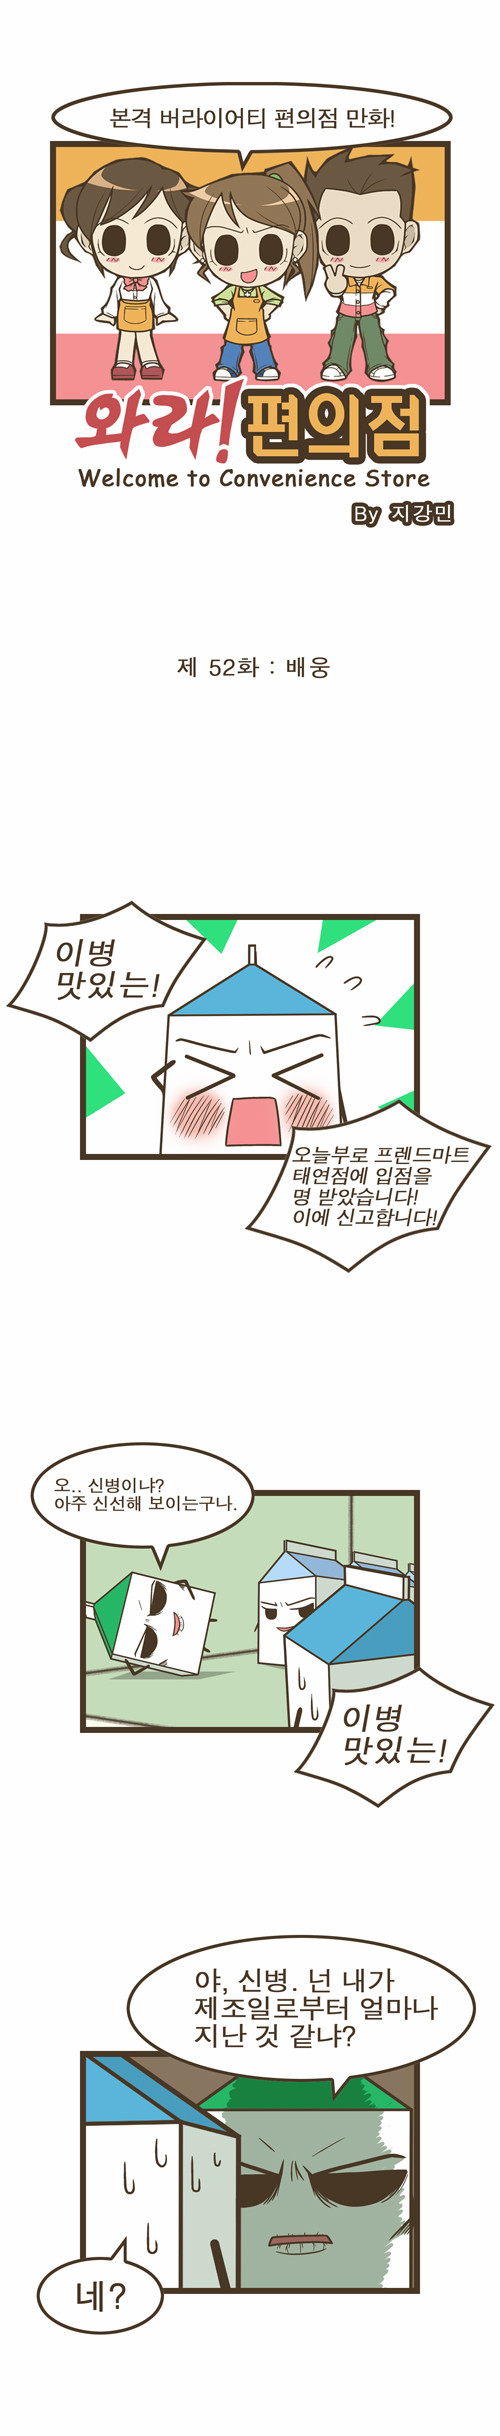 본격 버라이어티 편의점 만화!
와라! 편의점
Welcome to Convenience Store
By 지강민
제 52화 : 배웅
이병
맛있는!
오늘부로 프렌드마트
태연점에 입점을
명 받았습니다!
이에 신고합니다!
오.. 신병이냐?
아주 신선해 보이는구나.
이병
맛있는!
야, 신병. 넌 내가
제조일로부터 얼마나
지난 것 같냐?
네?